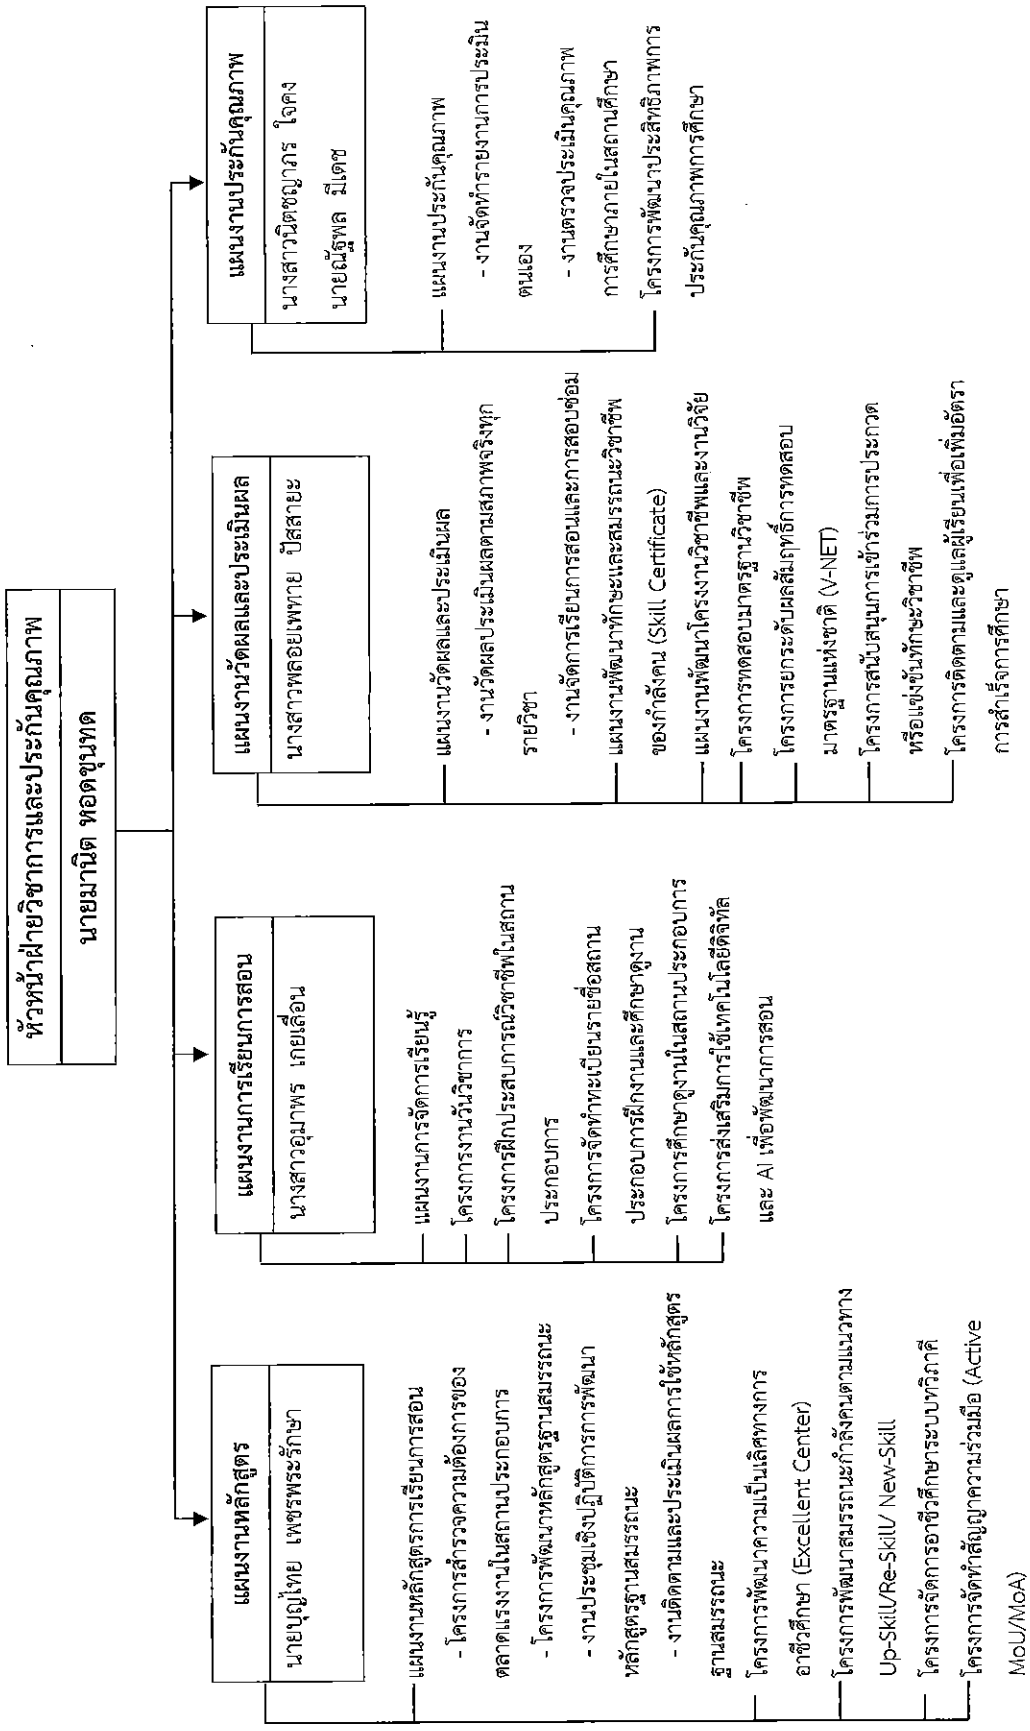 หัวหน้าฝ่ายวิชาการและประกันคุณภาพ
นายมานิต ทอดขุนทด
แผนงานหลักสูตร
นายบุญไทย เพชรพระรักษา
แผนงานหลักสูตรการเรียนการสอน
- โครงการสำรวจความต้องการของ
ตลาดแรงงานในสถานประกอบการ
- โครงการพัฒนาหลักสูตรฐานสมรรถนะ
- งานประชุมเชิงปฏิบัติการการพัฒนา
หลักสูตรฐานสมรรถนะ
- งานติดตามและประเมินผลการใช้หลักสูตร
ฐานสมรรถนะ
โครงการพัฒนาความเป็นเลิศทางการ
อาชีวศึกษา (Excellent Center)
โครงการพัฒนาสมรรถนะกำลังคนตามแนวทาง
Up-Skill/Re-Skill/ New-Skill
โครงการจัดการอาชีวศึกษาระบบทวิภาคี
โครงการจัดทำสัญญาความร่วมมือ (Active
MoU/MoA)
แผนงานการเรียนการสอน
นางสาวอุมาพร เกยเลื่อน
แผนงานการจัดการเรียนรู้
โครงการงานวันวิชาการ
โครงการฝึกประสบการณ์วิชาชีพในสถาน
ประกอบการ
โครงการจัดทำทะเบียนรายชื่อสถาน
ประกอบการฝึกงานและศึกษาดูงาน
โครงการศึกษาดูงานในสถานประกอบการ
โครงการส่งเสริมการใช้เทคโนโลยีดิจิทัล
และ AI เพื่อพัฒนาการสอน
แผนงานวัดผลและประเมินผล
นางสาวพลอยเพทาย ปัสสายะ
แผนงานวัดผลและประเมินผล
- งานวัดผลประเมินผลตามสภาพจริงทุก
รายวิชา
- งานจัดการเรียนการสอนและการสอบซ่อม
แผนงานพัฒนาทักษะและสมรรถนะวิชาชีพ
ของกำลังคน (Skill Certificate)
แผนงานพัฒนาโครงงานวิชาชีพและงานวิจัย
โครงการทดสอบมาตรฐานวิชาชีพ
โครงการยกระดับผลสัมฤทธิ์การทดสอบ
มาตรฐานแห่งชาติ (V-NET)
โครงการสนับสนุนการเข้าร่วมการประกวด
หรือแข่งขันทักษะวิชาชีพ
โครงการติดตามและดูแลผู้เรียนเพื่อเพิ่มอัตรา
การสำเร็จการศึกษา
แผนงานประกันคุณภาพ
นางสาวนิตชญาภร ใจคง
นายณัฐพล มีเดช
แผนงานประกันคุณภาพ
- งานจัดทำรายงานการประเมิน
ตนเอง
- งานตรวจประเมินคุณภาพ
การศึกษาภายในสถานศึกษา
โครงการพัฒนาประสิทธิภาพการ
ประกันคุณภาพการศึกษา